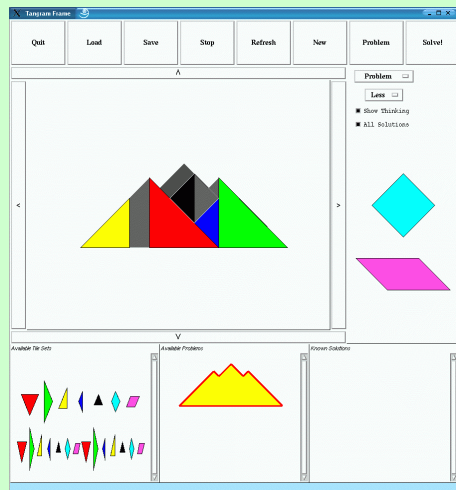 Tangram Frame
Quit Load Save Stop Refresh New Problem Solve!
<
>
Problem
Less
Show Thinking
All Solutions
Available Tile Sets Available Problems Known Solutions